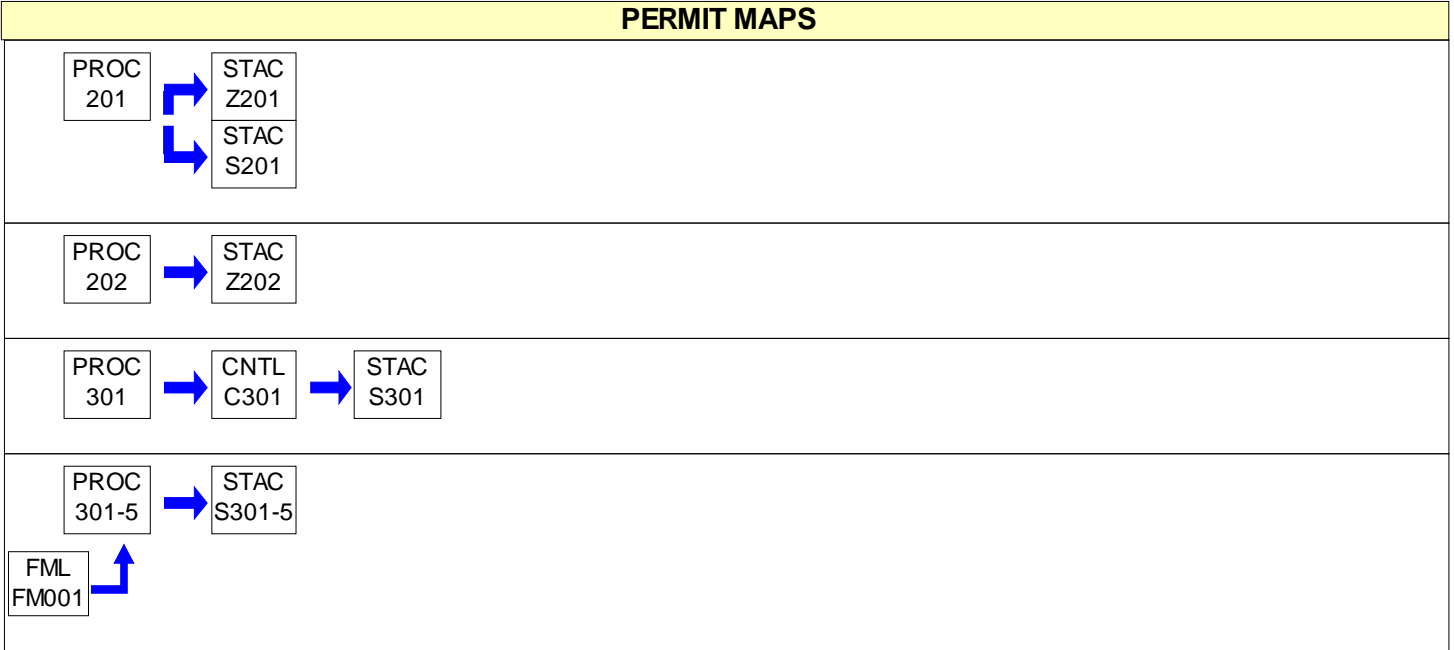 PERMIT MAPS
PROC
201
STAC
Z201
STAC
S201
PROC
202
STAC
Z202
PROC
301
CNTL
C301
STAC
S301
PROC
301-5
STAC
S301-5
FML
FM001